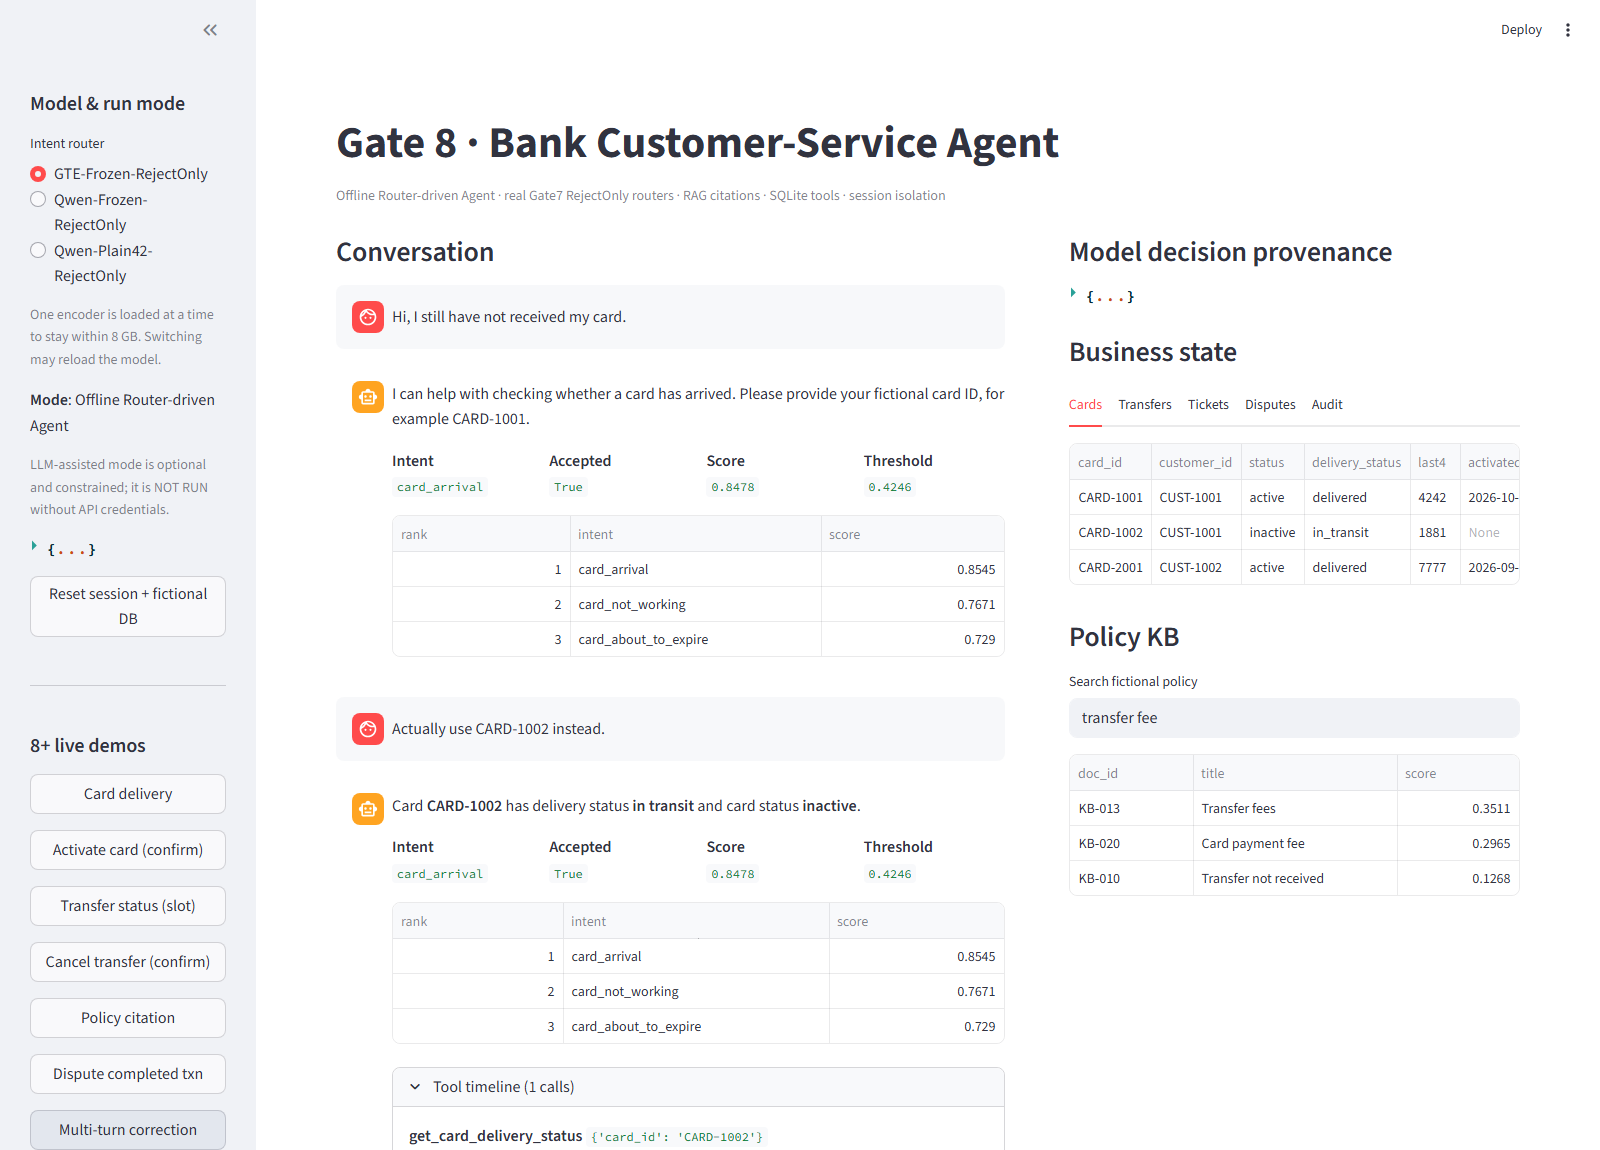 Deploy
Model & run mode
Intent router
GTE-Frozen-RejectOnly
Qwen-Frozen-
RejectOnly
Qwen-Plain42-
RejectOnly
One encoder is loaded at a time
to stay within 8 GB. Switching
may reload the model.
Mode: Offline Router-driven
Agent
LLM-assisted mode is optional
and constrained; it is NOT RUN
without API credentials.
{...}
Reset session + fictional
DB
8+ live demos
Card delivery
Activate card (confirm)
Transfer status (slot)
Cancel transfer (confirm)
Policy citation
Dispute completed txn
Multi-turn correction
Gate 8 · Bank Customer-Service Agent
Offline Router-driven Agent · real Gate7 RejectOnly routers · RAG citations · SQLite tools · session isolation
Conversation
Hi, I still have not received my card.
I can help with checking whether a card has arrived. Please provide your fictional card ID, for
example CARD-1001.
Intent Accepted Score Threshold
card_arrival True 0.8478 0.4246
rank intent score
1 card_arrival 0.8545
2 card_not_working 0.7671
3 card_about_to_expire 0.729
Actually use CARD-1002 instead.
Card CARD-1002 has delivery status in transit and card status inactive.
Intent Accepted Score Threshold
card_arrival True 0.8478 0.4246
rank intent score
1 card_arrival 0.8545
2 card_not_working 0.7671
3 card_about_to_expire 0.729
Tool timeline (1 calls)
get_card_delivery_status {'card_id': 'CARD-1002'}
Model decision provenance
{...}
Business state
Cards Transfers Tickets Disputes Audit
card_id customer_id status delivery_status last4 activated
CARD-1001 CUST-1001 active delivered 4242 2026-10-
CARD-1002 CUST-1001 inactive in_transit 1881 None
CARD-2001 CUST-1002 active delivered 7777 2026-09-
Policy KB
Search fictional policy
transfer fee
doc_id title score
KB-013 Transfer fees 0.3511
KB-020 Card payment fee 0.2965
KB-010 Transfer not received 0.1268